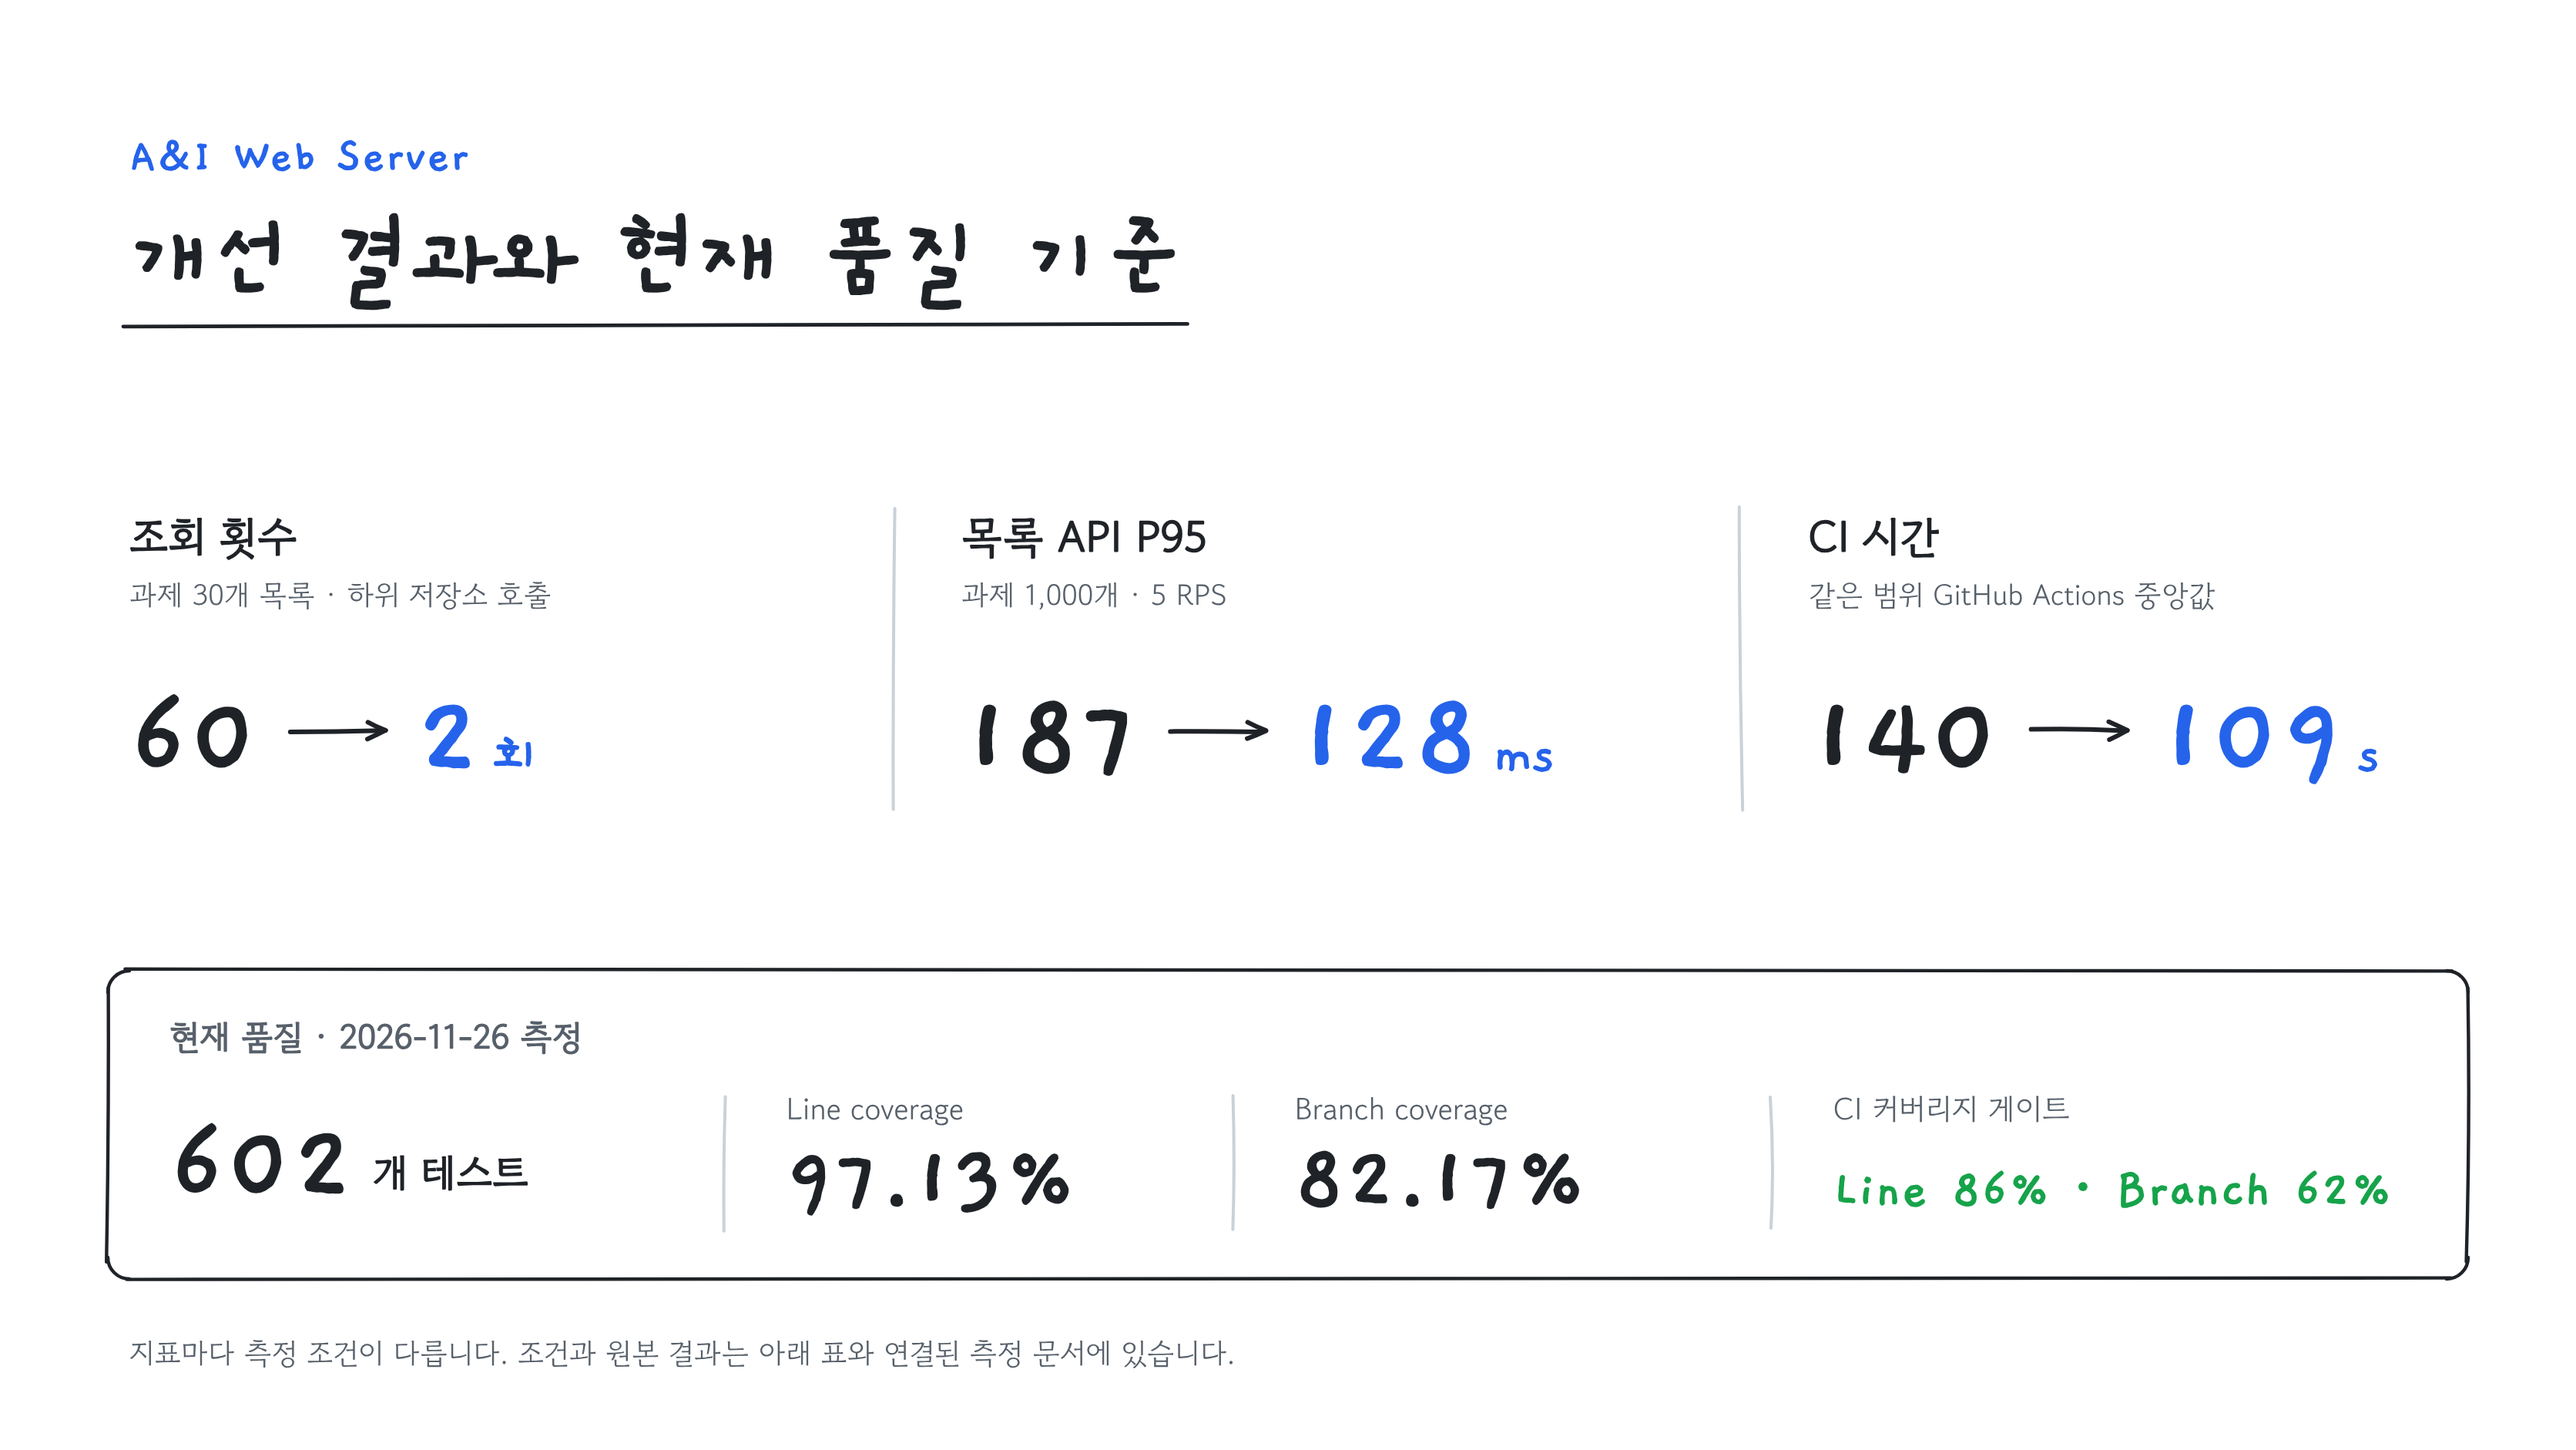 A&I Web Server
개선 결과와 현재 품질 기준
조회 횟수
과제 30개 목록 · 하위 저장소 호출
60 → 2 회
목록 API P95
과제 1,000개 · 5 RPS
187 → 128 ms
CI 시간
같은 범위 GitHub Actions 중앙값
140 → 109 s
현재 품질 · 2026-11-26 측정
602 개 테스트
Line coverage
97.13%
Branch coverage
82.17%
CI 커버리지 게이트
Line 86% · Branch 62%
지표마다 측정 조건이 다릅니다. 조건과 원본 결과는 아래 표와 연결된 측정 문서에 있습니다.